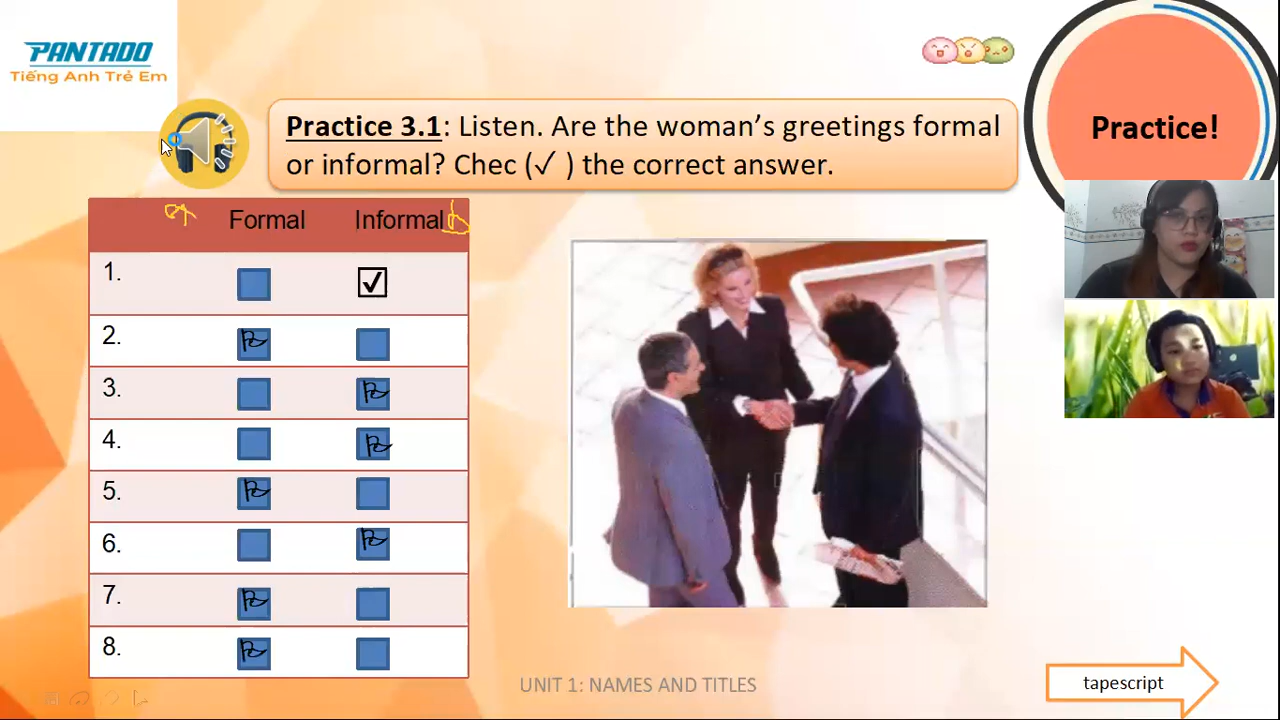 PANTADO
Tiếng Anh Trẻ Em
Practice 3.1: Listen. Are the woman’s greetings formal
or informal? Chec (✓ ) the correct answer.
Practice!
Formal Informal
1. ✓
2.
3.
4.
5.
6.
7.
8.
UNIT 1: NAMES AND TITLES
tapescript